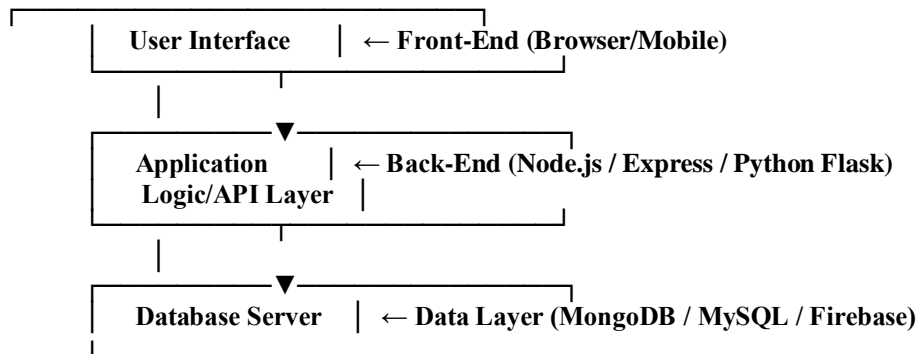 User Interface ← Front-End (Browser/Mobile)
▼
Application ← Back-End (Node.js / Express / Python Flask)
Logic/API Layer
▼
Database Server ← Data Layer (MongoDB / MySQL / Firebase)